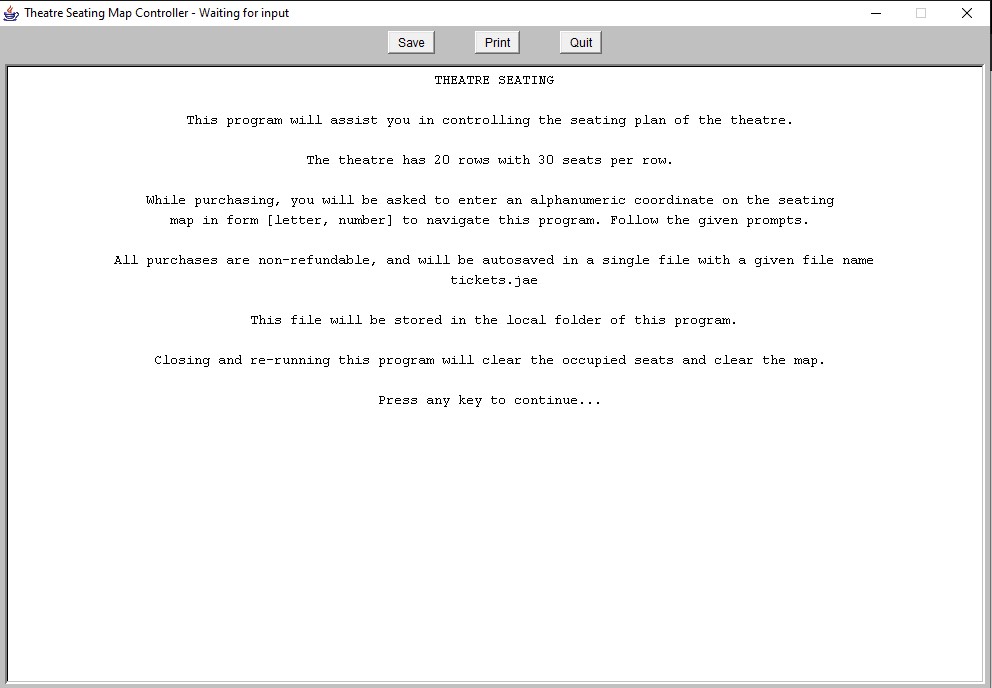 Theatre Seating Map Controller - Waiting for input
Save Print Quit
THEATRE SEATING
This program will assist you in controlling the seating plan of the theatre.
The theatre has 20 rows with 30 seats per row.
While purchasing, you will be asked to enter an alphanumeric coordinate on the seating
map in form [letter, number] to navigate this program. Follow the given prompts.
All purchases are non-refundable, and will be autosaved in a single file with a given file name
tickets.jae
This file will be stored in the local folder of this program.
Closing and re-running this program will clear the occupied seats and clear the map.
Press any key to continue...